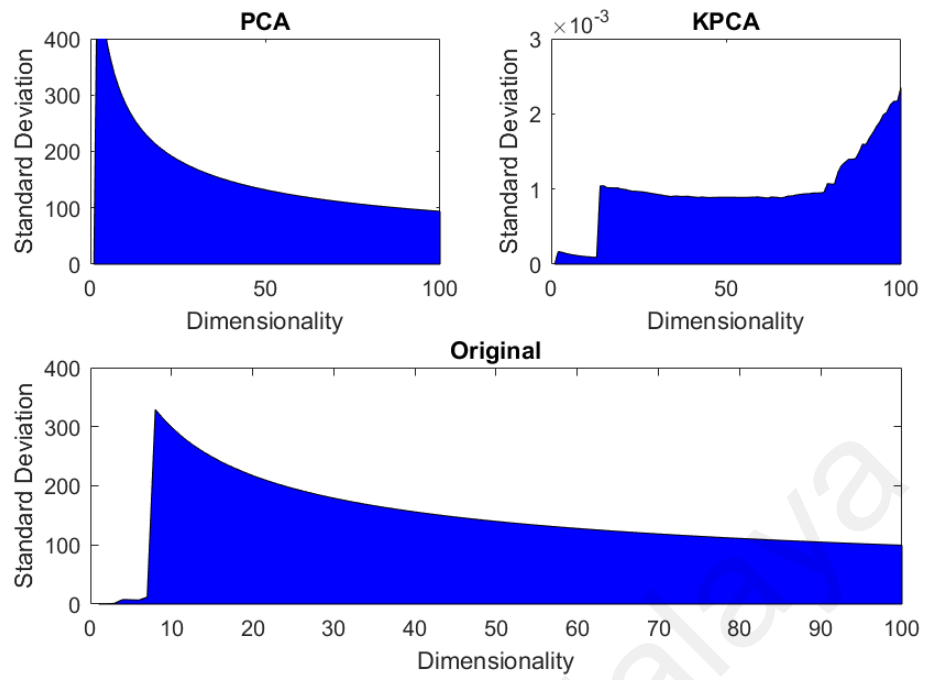 PCA
400
300
200
100
0
0 50 100
Standard Deviation
Dimensionality
KPCA
×10⁻³
3
2
1
0
0 50 100
Standard Deviation
Dimensionality
Original
400
300
200
100
0
0 10 20 30 40 50 60 70 80 90 100
Standard Deviation
Dimensionality
alaya